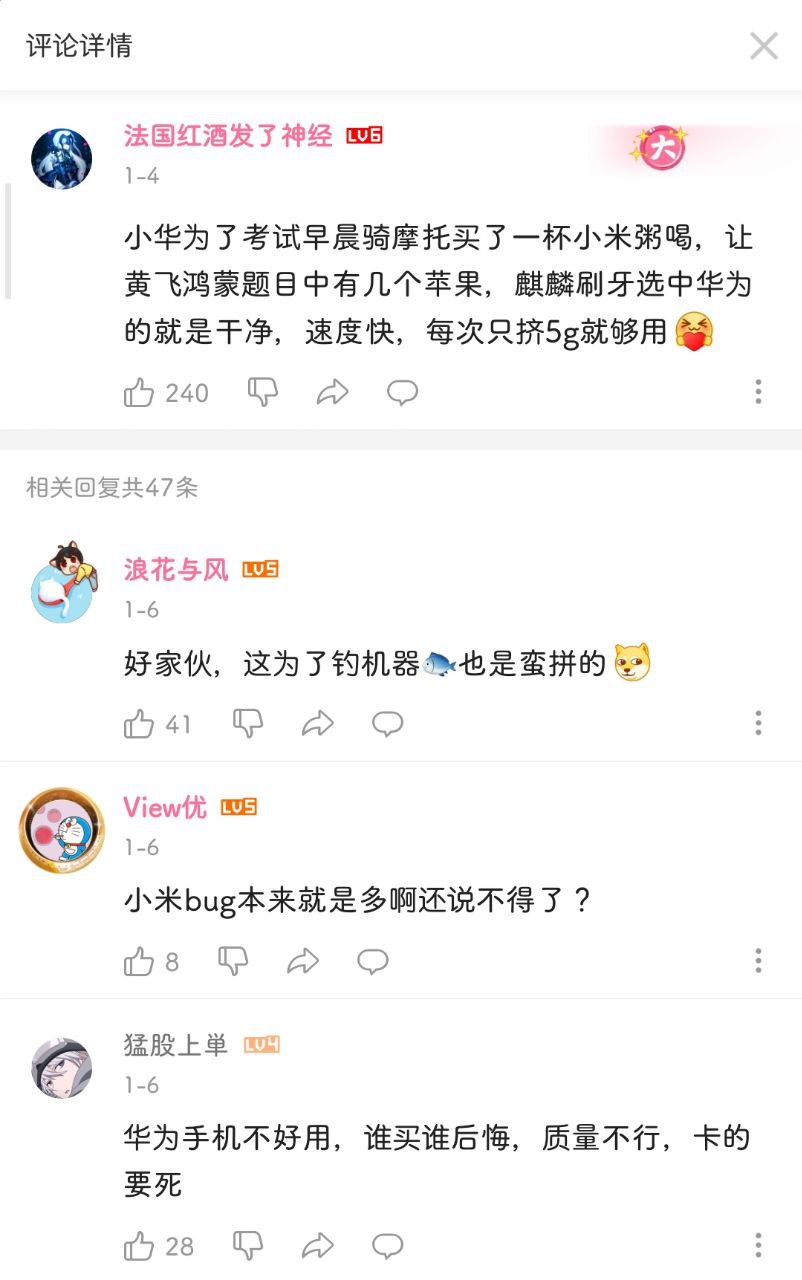 评论详情
法国红酒发了神经 LV6
大
1-4
小华为了考试早晨骑摩托买了一杯小米粥喝，让
黄飞鸿蒙题目中有几个苹果，麒麟刷牙选中华为
的就是干净，速度快，每次只挤5g就够用
240
相关回复共47条
浪花与风 LV5
1-6
好家伙，这为了钓机器🐟也是蛮拼的
41
View优 LV5
1-6
小米bug本来就是多啊还说不得了？
8
猛股上単 LV4
1-6
华为手机不好用，谁买谁后悔，质量不行，卡的
要死
28